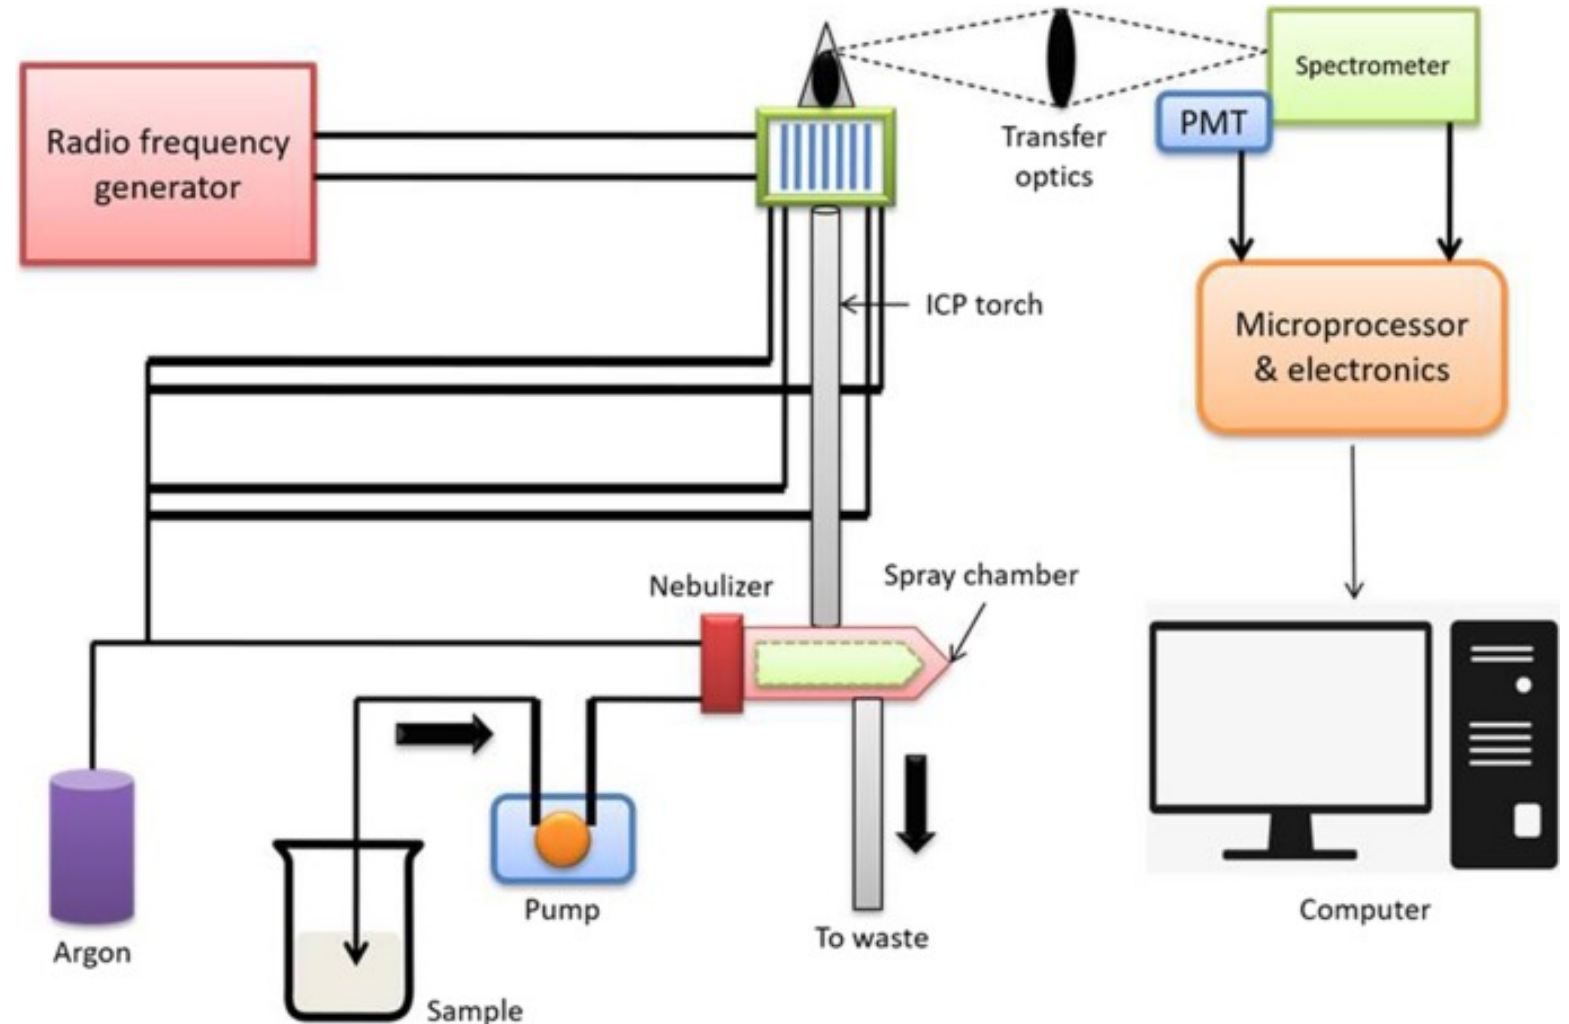 Radio frequency
generator
Transfer
optics
Spectrometer
PMT
ICP torch
Microprocessor
& electronics
Nebulizer
Spray chamber
Argon
Sample
Pump
To waste
Computer